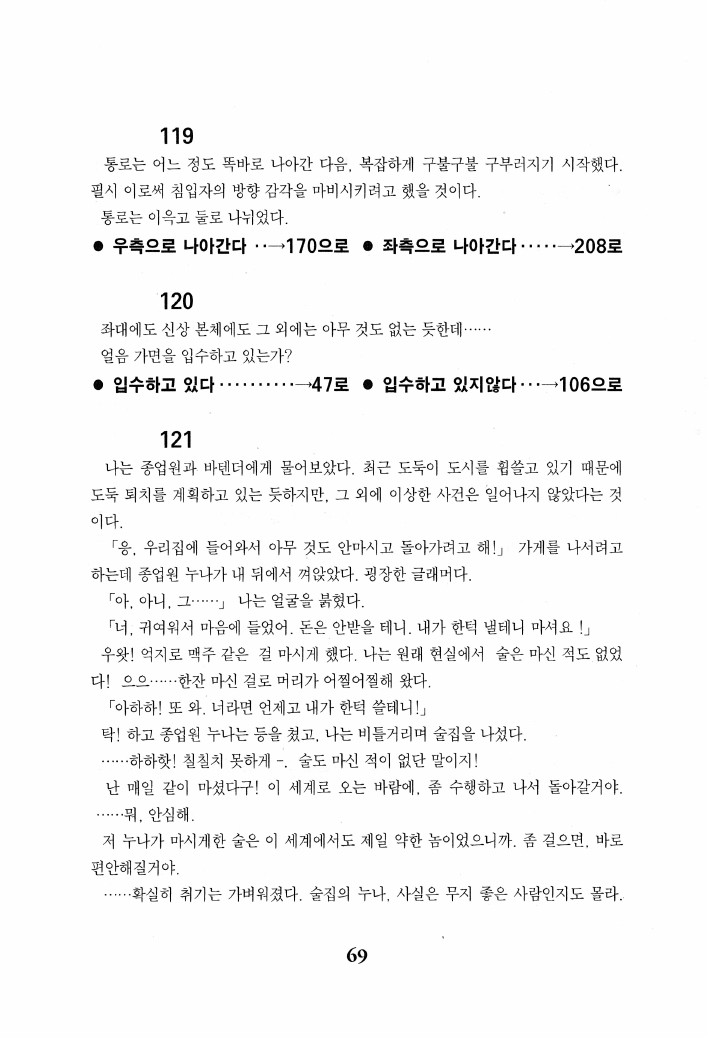 119
통로는 어느 정도 똑바로 나아간 다음, 복잡하게 구불구불 구부러지기 시작했다.
필시 이로써 침입자의 방향 감각을 마비시키려고 했을 것이다.
통로는 이윽고 둘로 나뉘었다.
● 우측으로 나아간다 ‥→170으로 ● 좌측으로 나아간다‥‥·→208로
120
좌대에도 신상 본체에도 그 외에는 아무 것도 없는 듯한데……
얼음 가면을 입수하고 있는가?
● 입수하고 있다··········→47로 ● 입수하고 있지않다···→106으로
121
나는 종업원과 바텐더에게 물어보았다. 최근 도둑이 도시를 휩쓸고 있기 때문에
도둑 퇴치를 계획하고 있는 듯하지만, 그 외에 이상한 사건은 일어나지 않았다는 것
이다.
「응, 우리집에 들어와서 아무 것도 안마시고 돌아가려고 해!」 가게를 나서려고
하는데 종업원 누나가 내 뒤에서 껴안았다. 굉장한 글래머다.
「아, 아니, 그……」 나는 얼굴을 붉혔다.
「너, 귀여워서 마음에 들었어. 돈은 안받을 테니. 내가 한턱 낼테니 마셔요 !」
우왓! 억지로 맥주 같은 걸 마시게 했다. 나는 원래 현실에서 술은 마신 적도 없었
다! 으으……한잔 마신 걸로 머리가 어찔어찔해 왔다.
「아하하! 또 와. 너라면 언제고 내가 한턱 쏠테니!」
탁! 하고 종업원 누나는 등을 쳤고, 나는 비틀거리며 술집을 나섰다.
……하하핫! 칠칠치 못하게 -. 술도 마신 적이 없단 말이지!
난 매일 같이 마셨다구! 이 세계로 오는 바람에, 좀 수행하고 나서 돌아갈거야.
……뭐, 안심해.
저 누나가 마시게한 술은 이 세계에서도 제일 약한 놈이었으니까. 좀 걸으면, 바로
편안해질거야.
……확실히 취기는 가벼워졌다. 술집의 누나, 사실은 무지 좋은 사람인지도 몰라.
69